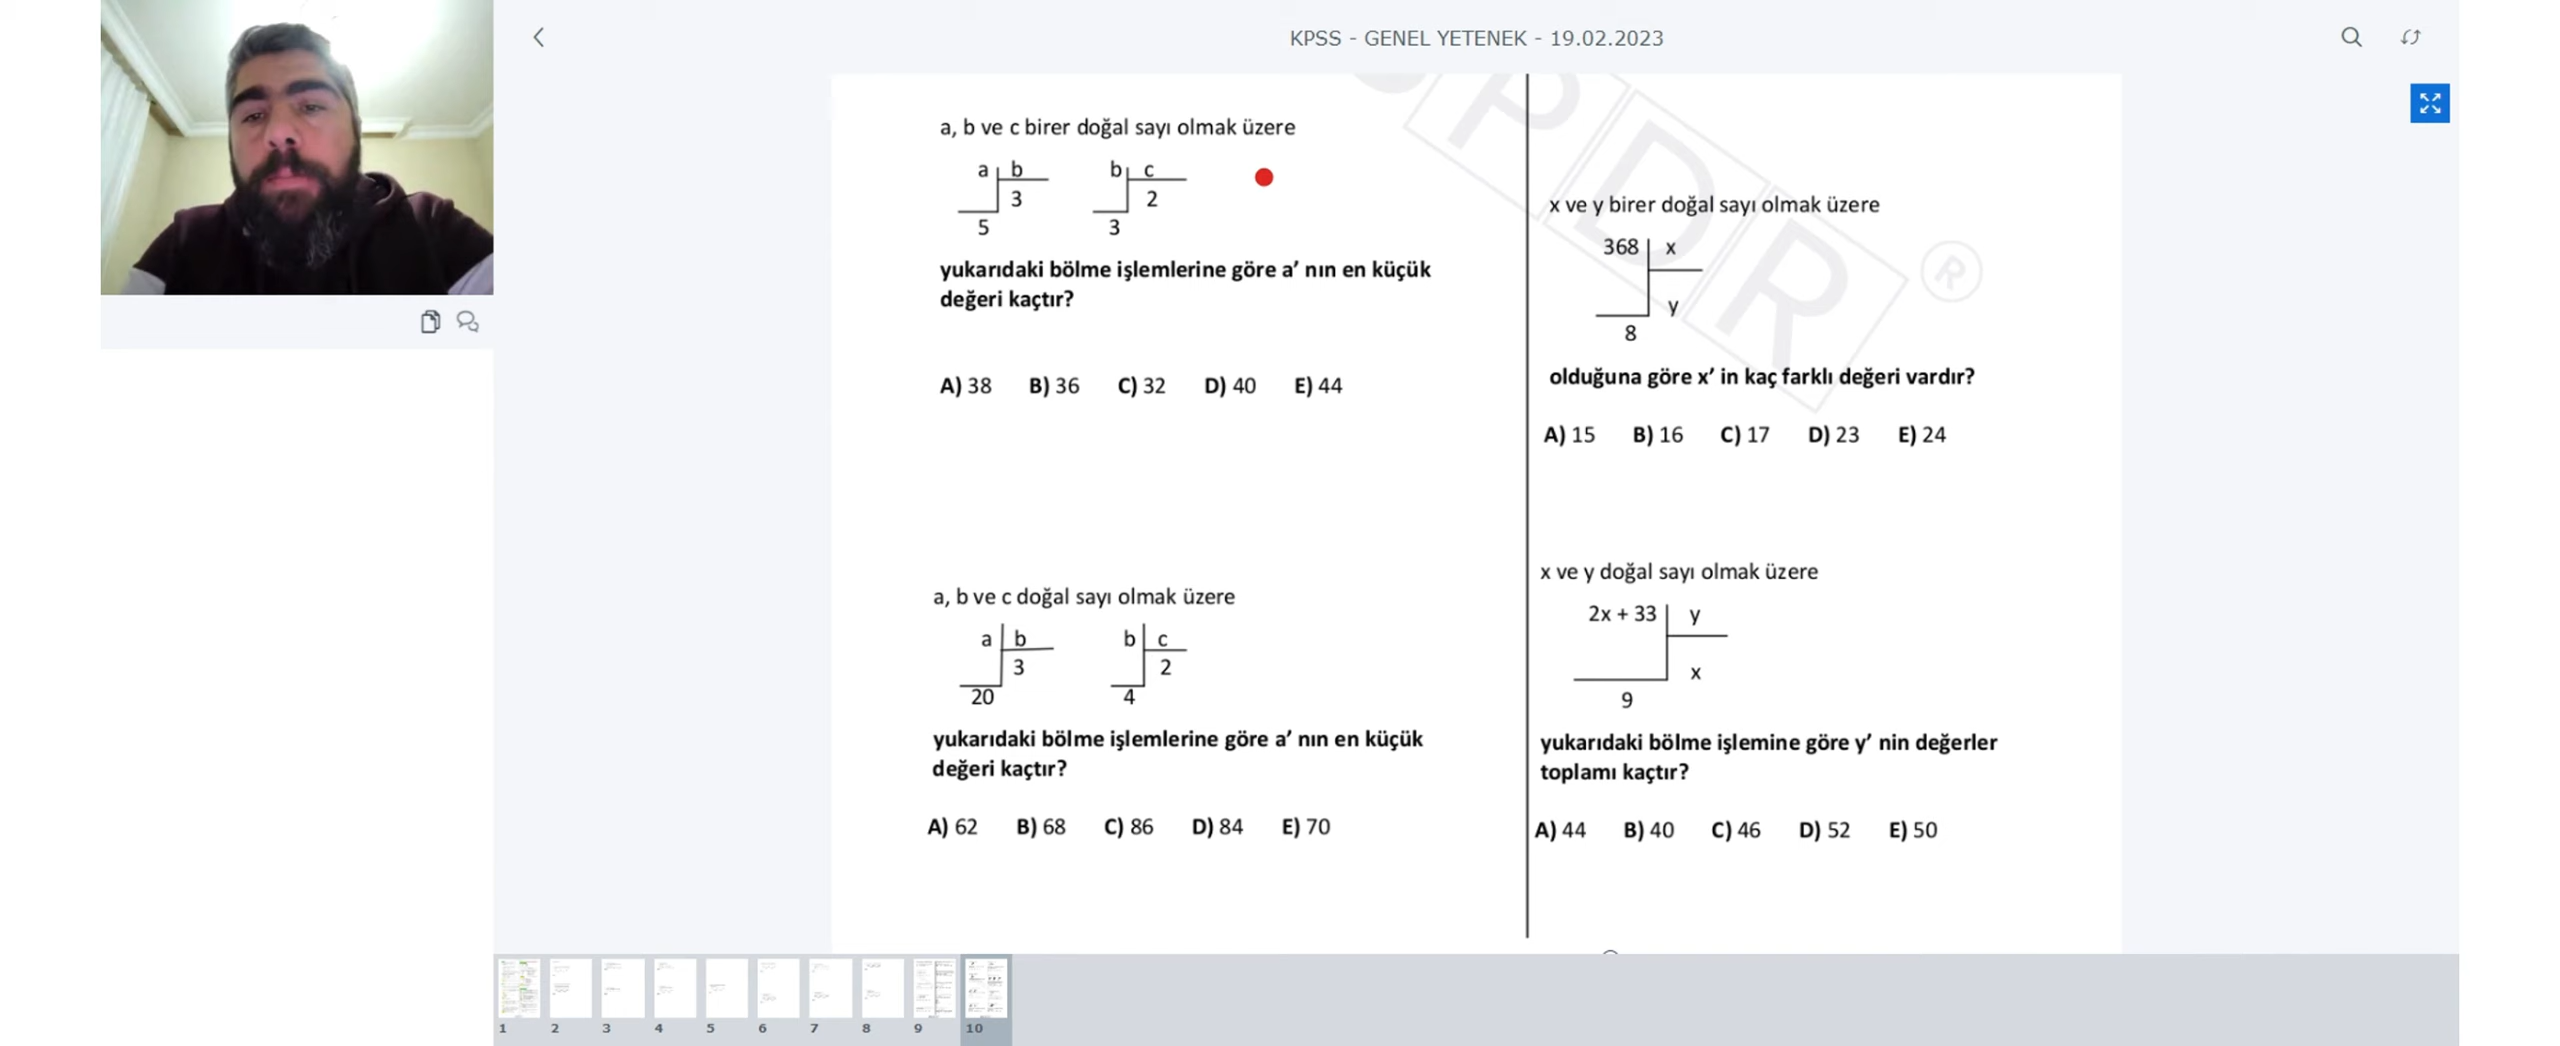 KPSS - GENEL YETENEK - 19.02.2023
a, b ve c birer doğal sayı olmak üzere
a b b c
3 2
5 3
yukarıdaki bölme işlemlerine göre a’ nın en küçük
değeri kaçtır?
A) 38 B) 36 C) 32 D) 40 E) 44
a, b ve c doğal sayı olmak üzere
a b b c
3 2
20 4
yukarıdaki bölme işlemlerine göre a’ nın en küçük
değeri kaçtır?
A) 62 B) 68 C) 86 D) 84 E) 70
x ve y birer doğal sayı olmak üzere
368 x
y
8
olduğuna göre x’ in kaç farklı değeri vardır?
A) 15 B) 16 C) 17 D) 23 E) 24
x ve y doğal sayı olmak üzere
2x + 33 y
x
9
yukarıdaki bölme işlemine göre y’ nin değerler
toplamı kaçtır?
A) 44 B) 40 C) 46 D) 52 E) 50
PDR ®
1 2 3 4 5 6 7 8 9 10